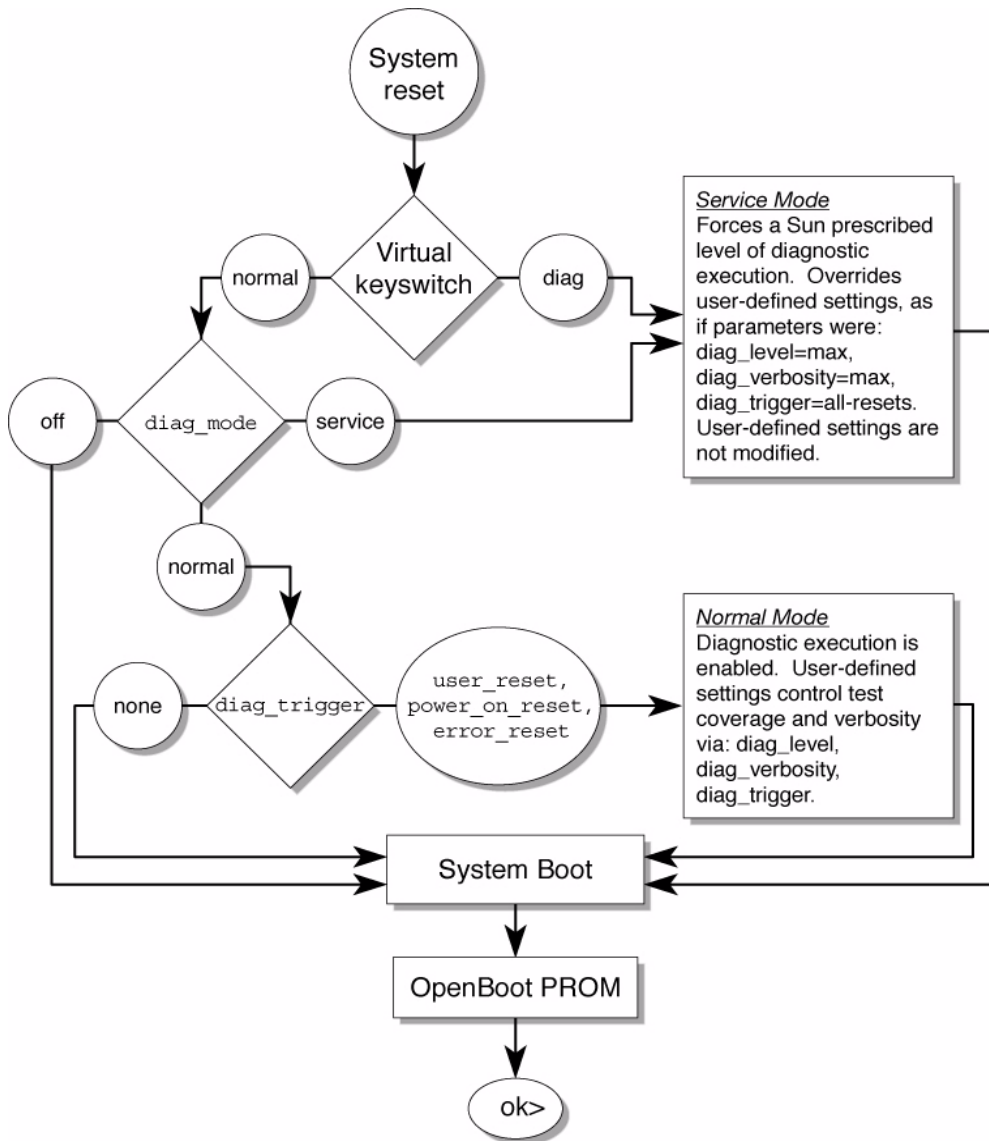 System
reset
Virtual
keyswitch
normal
diag
Service Mode
Forces a Sun prescribed
level of diagnostic
execution.  Overrides
user-defined settings, as
if parameters were:
diag_level=max,
diag_verbosity=max,
diag_trigger=all-resets.
User-defined settings are
not modified.
off
diag_mode
service
normal
none
diag_trigger
user_reset,
power_on_reset,
error_reset
Normal Mode
Diagnostic execution is
enabled.  User-defined
settings control test
coverage and verbosity
via: diag_level,
diag_verbosity,
diag_trigger.
System Boot
OpenBoot PROM
ok>